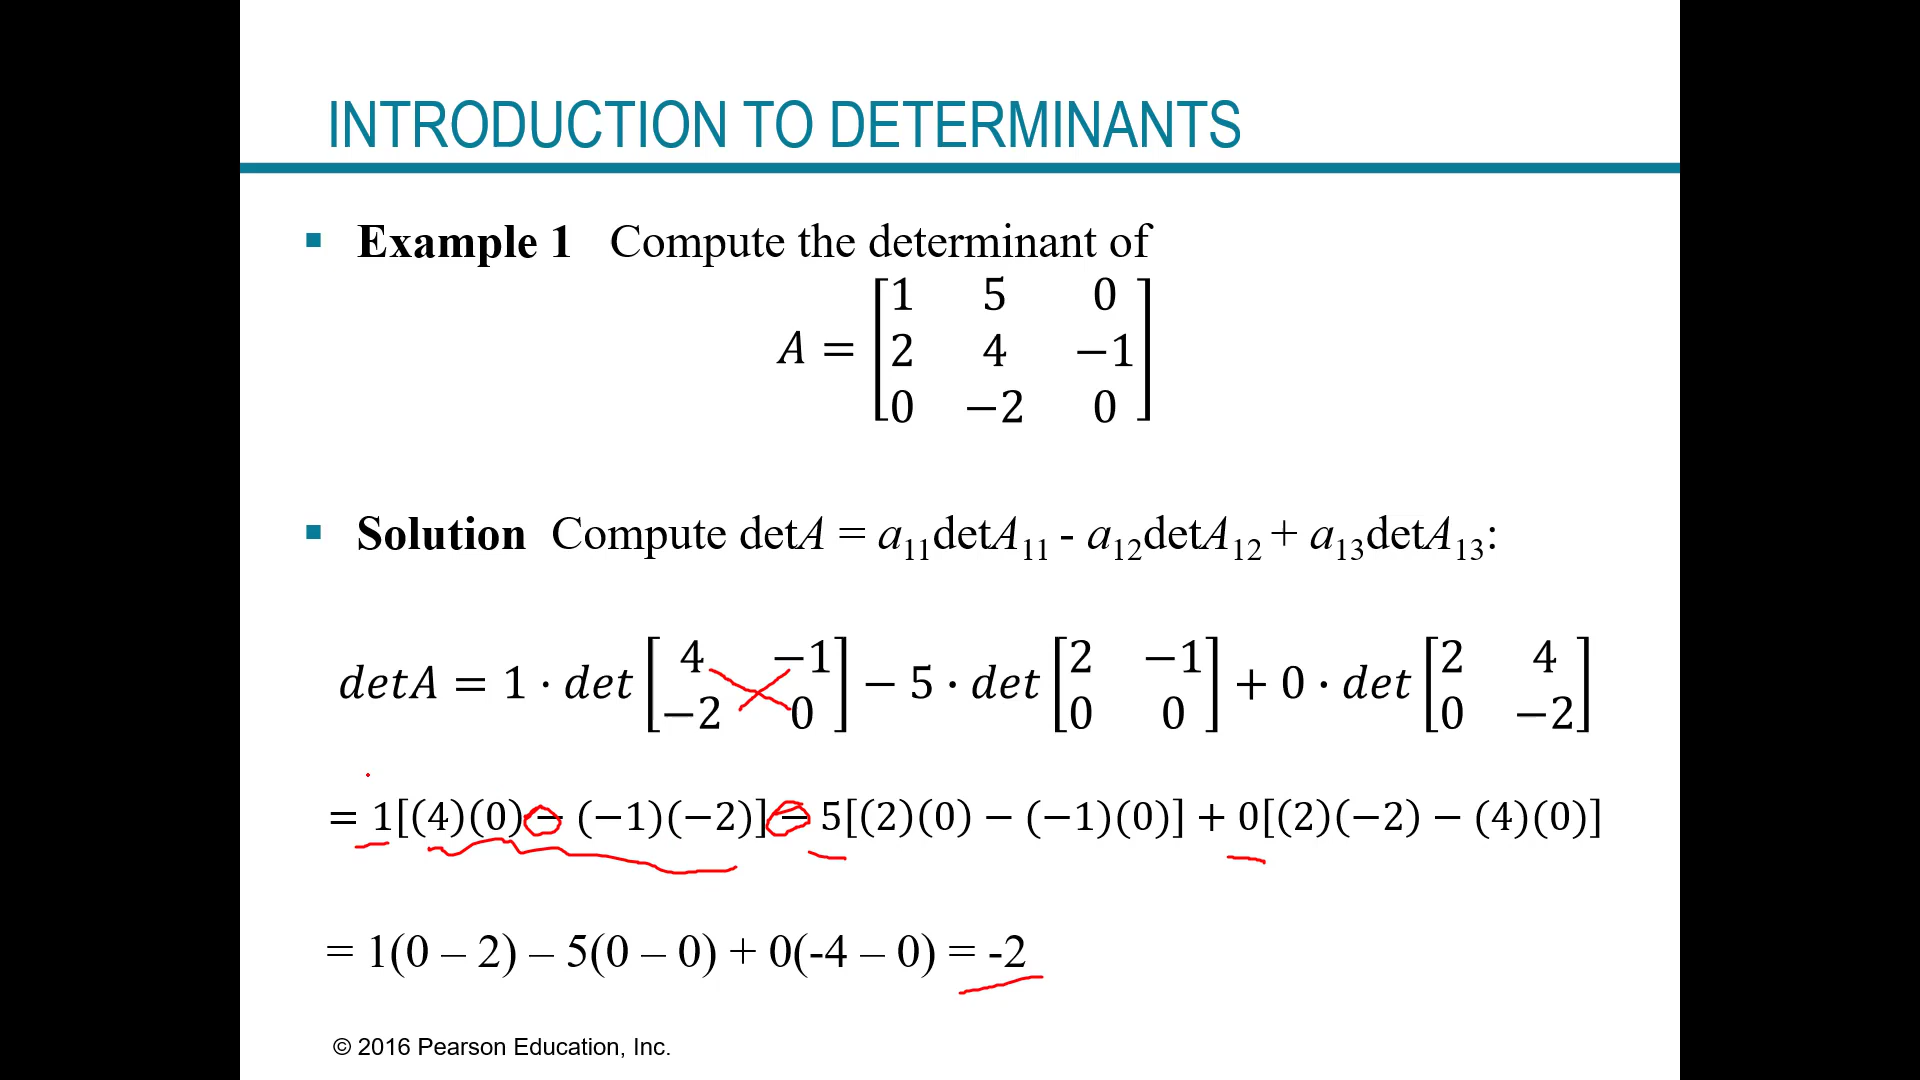 INTRODUCTION TO DETERMINANTS
▪ Example 1 Compute the determinant of
A = [1 5 0
2 4 −1
0 −2 0]
▪ Solution Compute detA = a₁₁detA₁₁ - a₁₂detA₁₂ + a₁₃detA₁₃:
detA = 1 · det [4 −1; −2 0] − 5 · det [2 −1; 0 0] + 0 · det [2 4; 0 −2]
= 1[(4)(0) − (−1)(−2)] − 5[(2)(0) − (−1)(0)] + 0[(2)(−2) − (4)(0)]
= 1(0 – 2) – 5(0 – 0) + 0(-4 – 0) = -2
© 2016 Pearson Education, Inc.